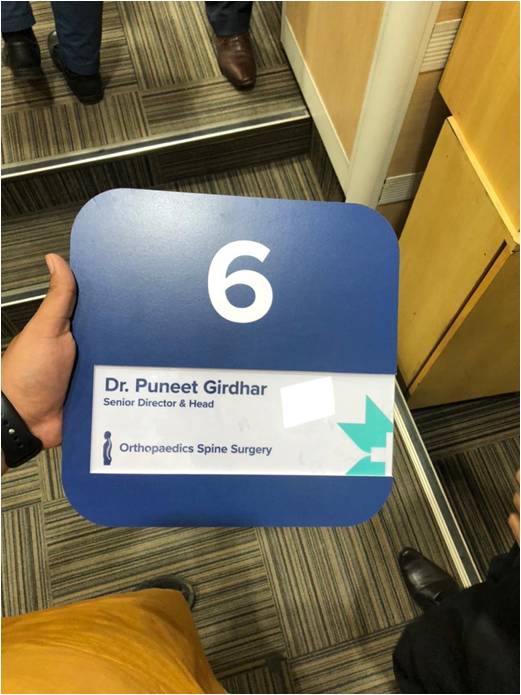 6
Dr. Puneet Girdhar
Senior Director & Head
Orthopaedics Spine Surgery